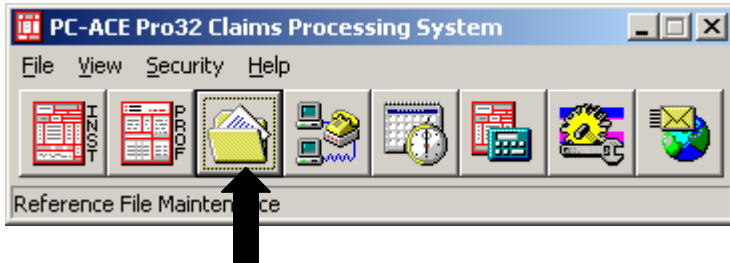 PC-ACE Pro32 Claims Processing System
File View Security Help
INST PROF
Reference File Maintenance